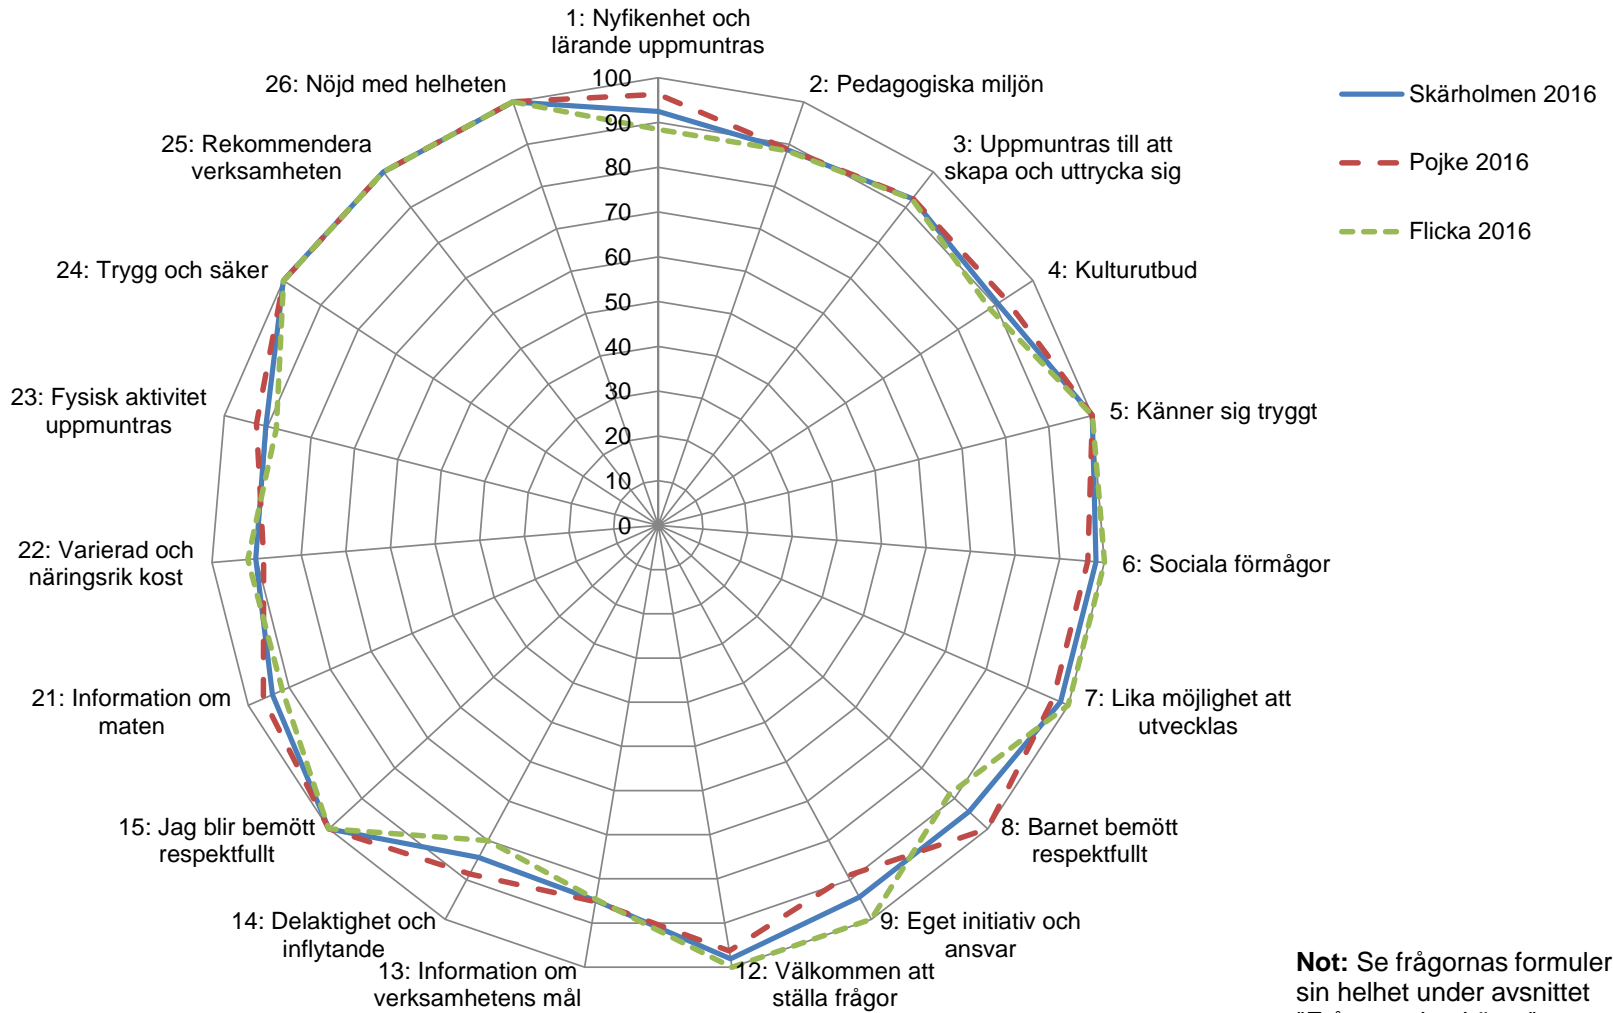 1: Nyfikenhet och
lärande uppmuntras
2: Pedagogiska miljön
3: Uppmuntras till att
skapa och uttrycka sig
4: Kulturutbud
5: Känner sig tryggt
6: Sociala förmågor
7: Lika möjlighet att
utvecklas
8: Barnet bemött
respektfullt
9: Eget initiativ och
ansvar
12: Välkommen att
ställa frågor
13: Information om
verksamhetens mål
14: Delaktighet och
inflytande
15: Jag blir bemött
respektfullt
21: Information om
maten
22: Varierad och
näringsrik kost
23: Fysisk aktivitet
uppmuntras
24: Trygg och säker
25: Rekommendera
verksamheten
26: Nöjd med helheten
100
90
80
70
60
50
40
30
20
10
0
Skärholmen 2016
Pojke 2016
Flicka 2016
Not: Se frågornas formuler
sin helhet under avsnittet